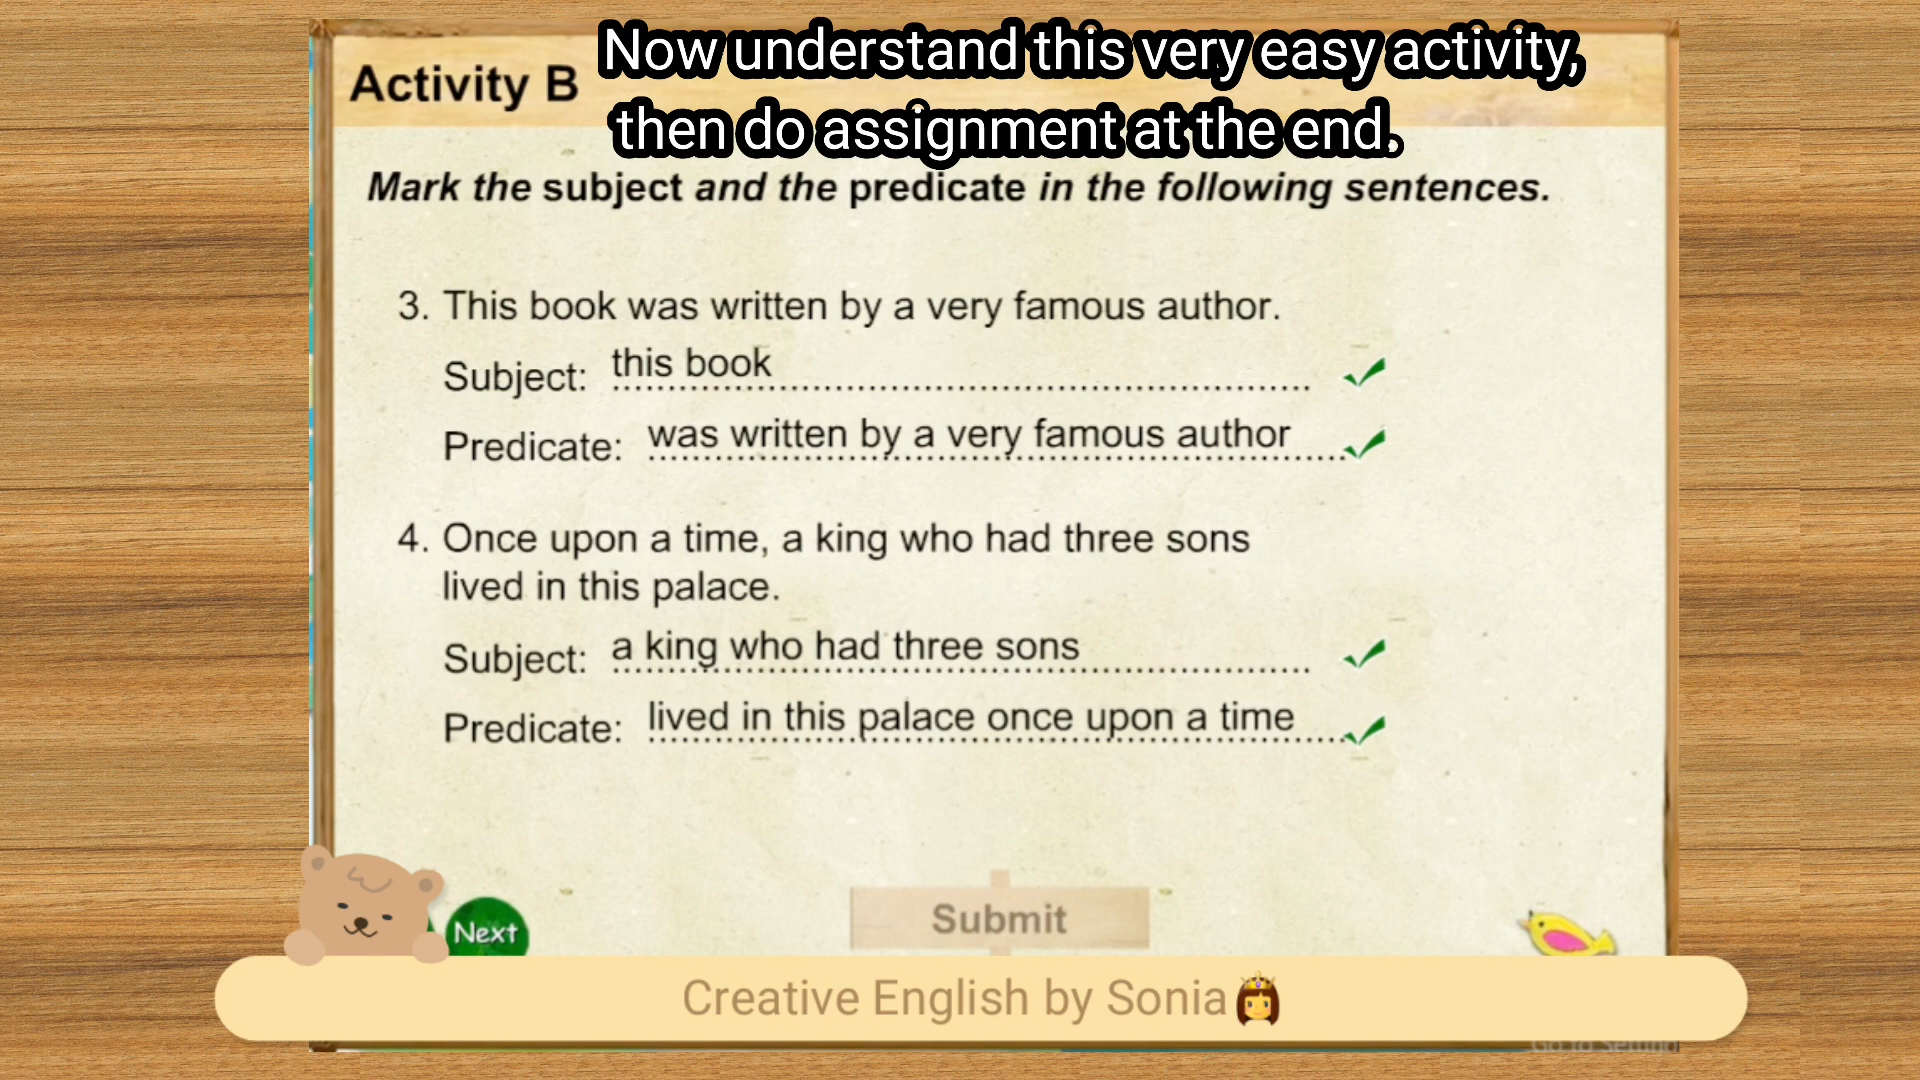 Now understand this very easy activity,
Activity B
then do assignment at the end.
Mark the subject and the predicate in the following sentences.
3. This book was written by a very famous author.
Subject: this book
Predicate: was written by a very famous author
4. Once upon a time, a king who had three sons
lived in this palace.
Subject: a king who had three sons
Predicate: lived in this palace once upon a time
Next
Submit
Creative English by Sonia